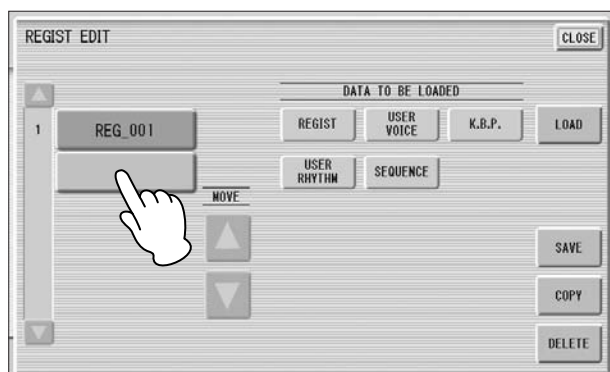 REGIST EDIT
CLOSE
DATA TO BE LOADED
1
REG_001
REGIST
USER
VOICE
K.B.P.
LOAD
USER
RHYTHM
SEQUENCE
MOVE
SAVE
COPY
DELETE